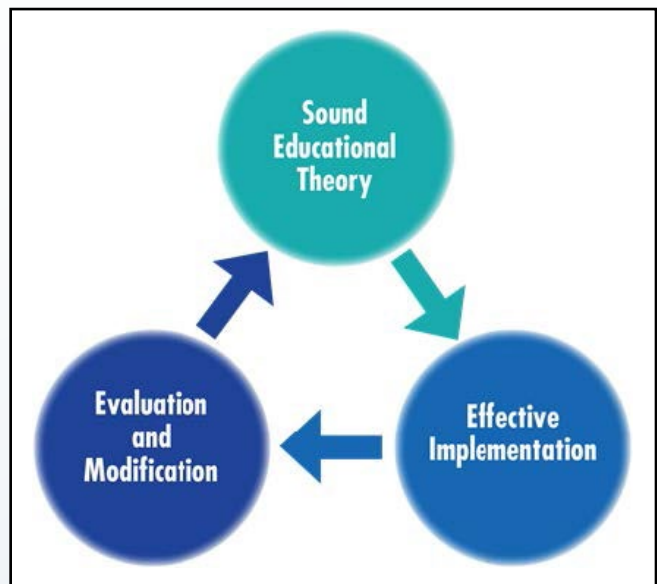 Sound
Educational
Theory
Effective
Implementation
Evaluation
and
Modification